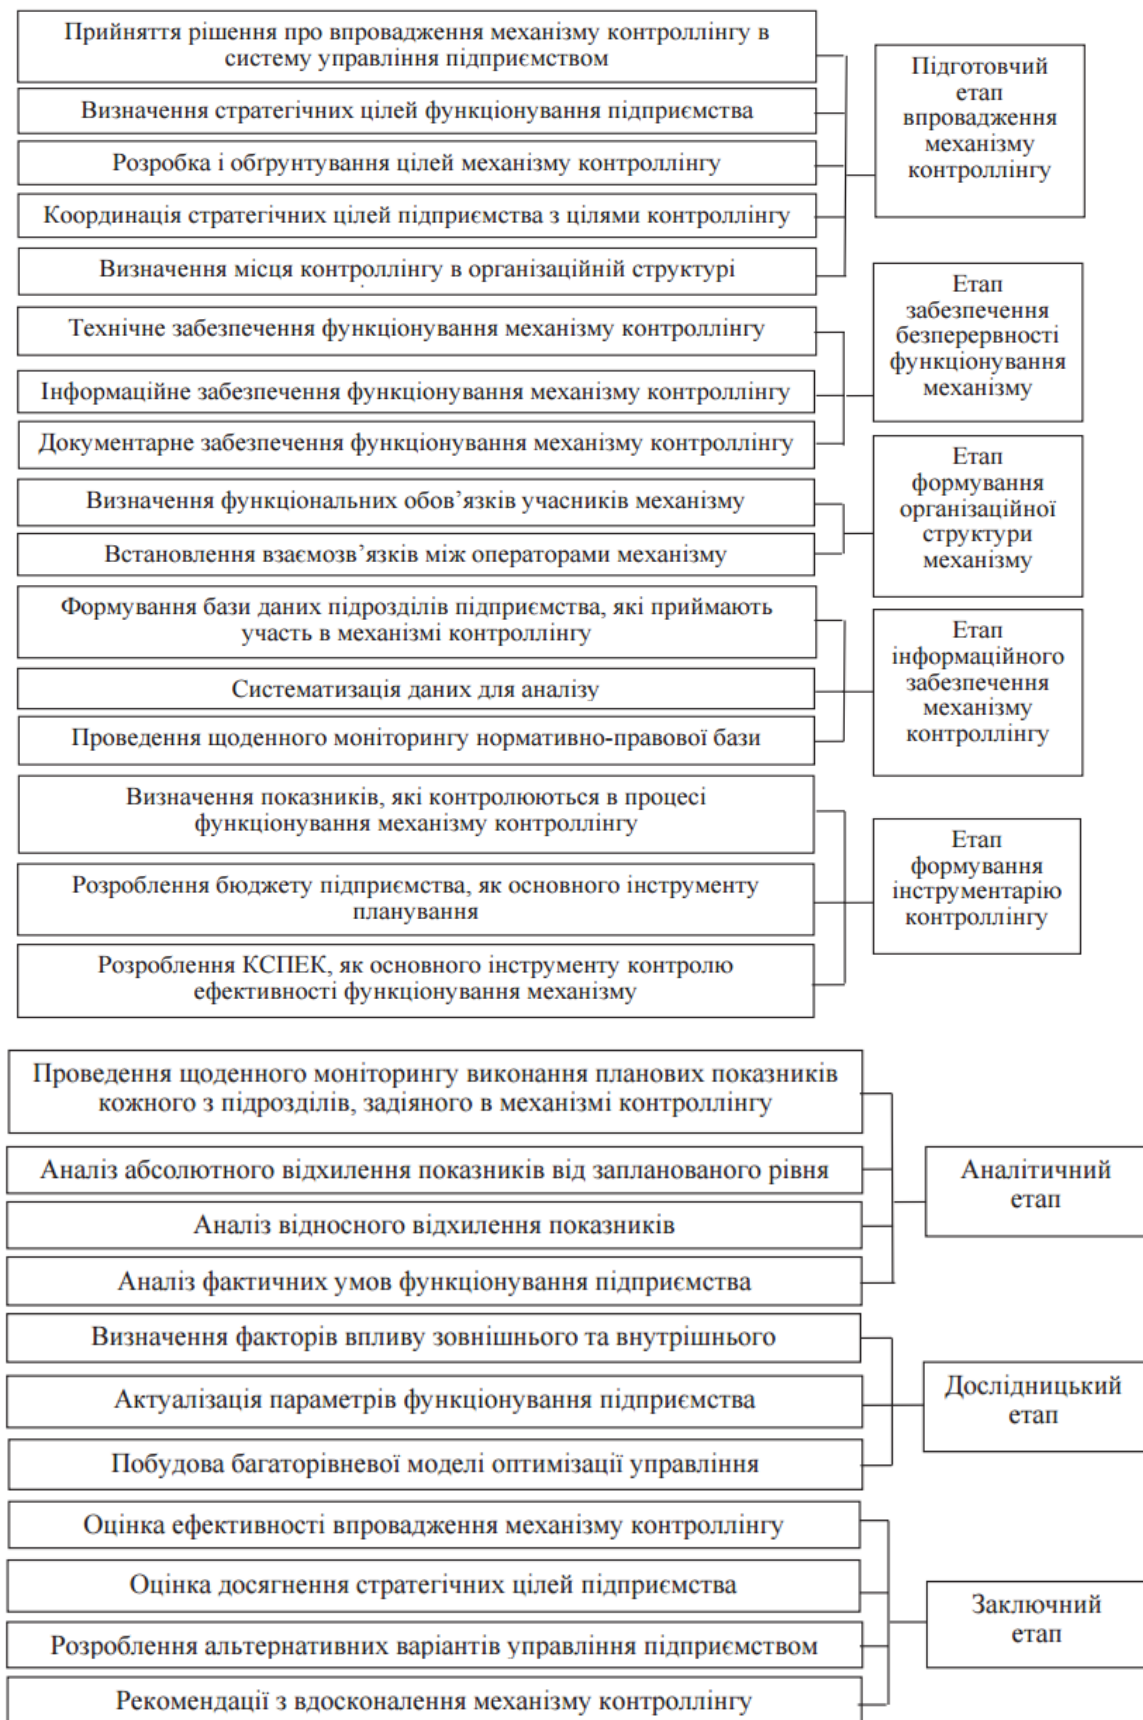 Прийняття рішення про впровадження механізму контроллінгу в
систему управління підприємством
Визначення стратегічних цілей функціонування підприємства
Розробка і обґрунтування цілей механізму контроллінгу
Координація стратегічних цілей підприємства з цілями контроллінгу
Визначення місця контроллінгу в організаційній структурі
Підготовчий
етап
впровадження
механізму
контроллінгу
Технічне забезпечення функціонування механізму контроллінгу
Інформаційне забезпечення функціонування механізму контроллінгу
Документарне забезпечення функціонування механізму контроллінгу
Етап
забезпечення
безперервності
функціонування
механізму
Визначення функціональних обов’язків учасників механізму
Встановлення взаємозв’язків між операторами механізму
Етап
формування
організаційної
структури
механізму
Формування бази даних підрозділів підприємства, які приймають
участь в механізмі контроллінгу
Систематизація даних для аналізу
Проведення щоденного моніторингу нормативно-правової бази
Етап
інформаційного
забезпечення
механізму
контроллінгу
Визначення показників, які контролюються в процесі
функціонування механізму контроллінгу
Розроблення бюджету підприємства, як основного інструменту
планування
Розроблення КСПЕК, як основного інструменту контролю
ефективності функціонування механізму
Етап
формування
інструментарію
контроллінгу
Проведення щоденного моніторингу виконання планових показників
кожного з підрозділів, задіяного в механізмі контроллінгу
Аналіз абсолютного відхилення показників від запланованого рівня
Аналіз відносного відхилення показників
Аналіз фактичних умов функціонування підприємства
Аналітичний
етап
Визначення факторів впливу зовнішнього та внутрішнього
Актуалізація параметрів функціонування підприємства
Побудова багаторівневої моделі оптимізації управління
Дослідницький
етап
Оцінка ефективності впровадження механізму контроллінгу
Оцінка досягнення стратегічних цілей підприємства
Розроблення альтернативних варіантів управління підприємством
Рекомендації з вдосконалення механізму контроллінгу
Заключний
етап